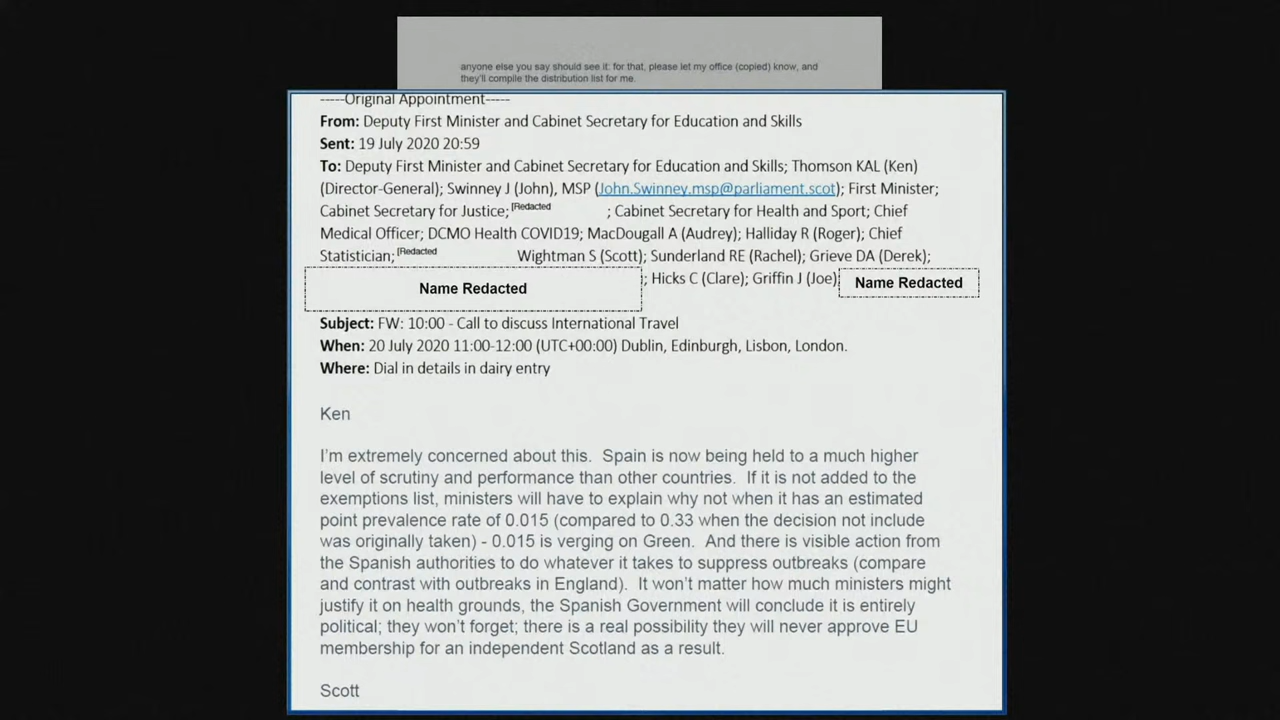 anyone else you say should see it: for that, please let my office (copied) know, and
they'll compile the distribution list for me.
-----Original Appointment-----
From: Deputy First Minister and Cabinet Secretary for Education and Skills
Sent: 19 July 2020 20:59
To: Deputy First Minister and Cabinet Secretary for Education and Skills; Thomson KAL (Ken)
(Director-General); Swinney J (John), MSP (John.Swinney.msp@parliament.scot); First Minister;
Cabinet Secretary for Justice; [Redacted ; Cabinet Secretary for Health and Sport; Chief
Medical Officer; DCMO Health COVID19; MacDougall A (Audrey); Halliday R (Roger); Chief
Statistician; [Redacted Wightman S (Scott); Sunderland RE (Rachel); Grieve DA (Derek);
Name Redacted ; Hicks C (Clare); Griffin J (Joe) Name Redacted
Subject: FW: 10:00 - Call to discuss International Travel
When: 20 July 2020 11:00-12:00 (UTC+00:00) Dublin, Edinburgh, Lisbon, London.
Where: Dial in details in dairy entry
Ken
I'm extremely concerned about this. Spain is now being held to a much higher
level of scrutiny and performance than other countries. If it is not added to the
exemptions list, ministers will have to explain why not when it has an estimated
point prevalence rate of 0.015 (compared to 0.33 when the decision not include
was originally taken) - 0.015 is verging on Green. And there is visible action from
the Spanish authorities to do whatever it takes to suppress outbreaks (compare
and contrast with outbreaks in England). It won't matter how much ministers might
justify it on health grounds, the Spanish Government will conclude it is entirely
political; they won't forget; there is a real possibility they will never approve EU
membership for an independent Scotland as a result.
Scott